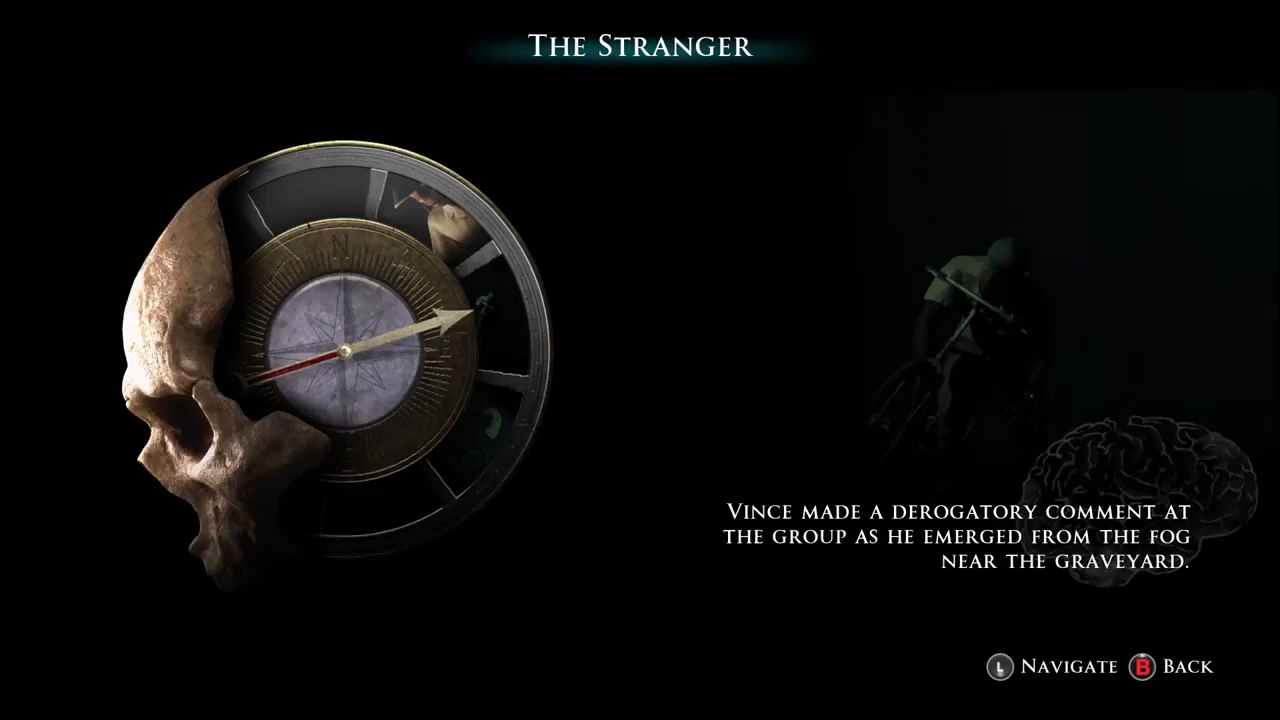 The Stranger
N
S
Vince made a derogatory comment at
the group as he emerged from the fog
near the graveyard.
L Navigate B Back